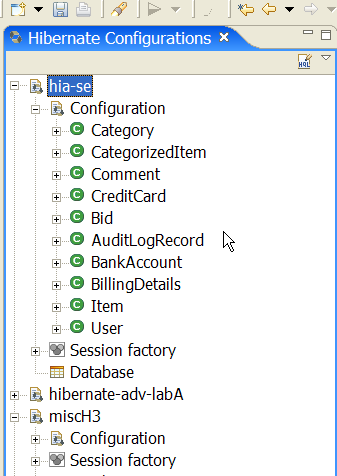 Hibernate Configurations
HQL
hia-se
Configuration
Category
CategorizedItem
Comment
CreditCard
Bid
AuditLogRecord
BankAccount
BillingDetails
Item
User
Session factory
Database
hibernate-adv-labA
miscH3
Configuration
Session factory